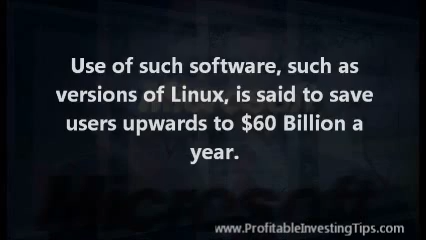 Use of such software, such as
versions of Linux, is said to save
users upwards to $60 Billion a
year.
Microsoft
www.ProfitableInvestingTips.com